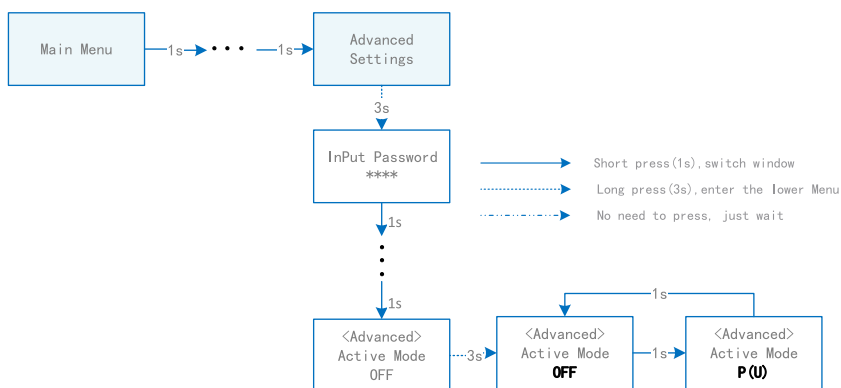 Main Menu
1s
•••
1s
Advanced
Settings
3s
InPut Password
****
1s
1s
<Advanced>
Active Mode
OFF
3s
<Advanced>
Active Mode
OFF
1s
1s
<Advanced>
Active Mode
P(U)
Short press(1s),switch window
Long press(3s),enter the lower Menu
No need to press, just wait